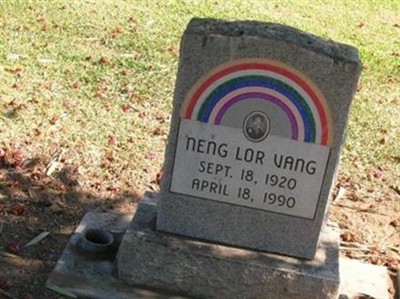 NENG LOR VANG
SEPT. 18, 1920
APRIL 18, 1990